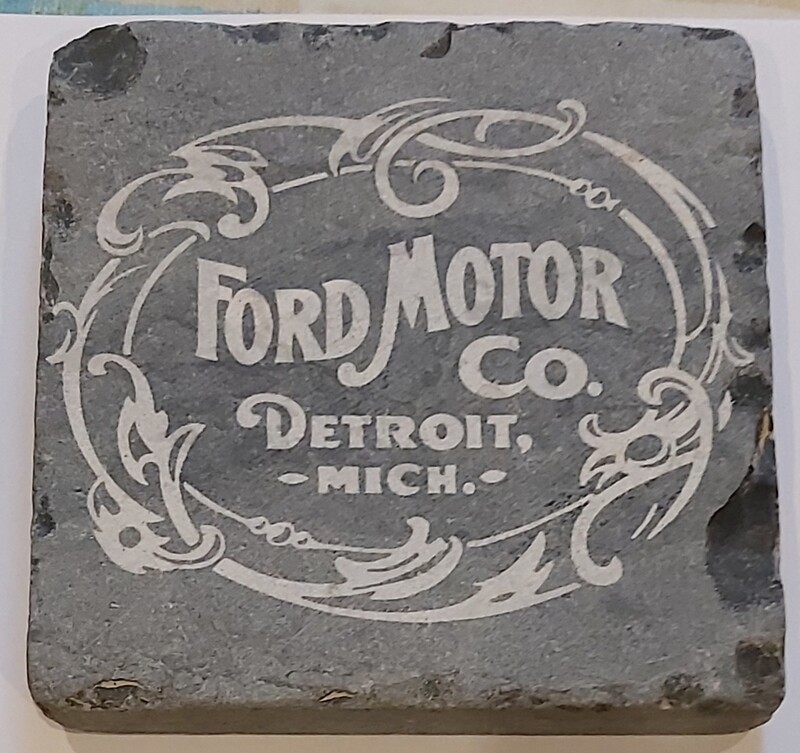 FORD MOTOR
CO.
DETROIT,
-MICH.-